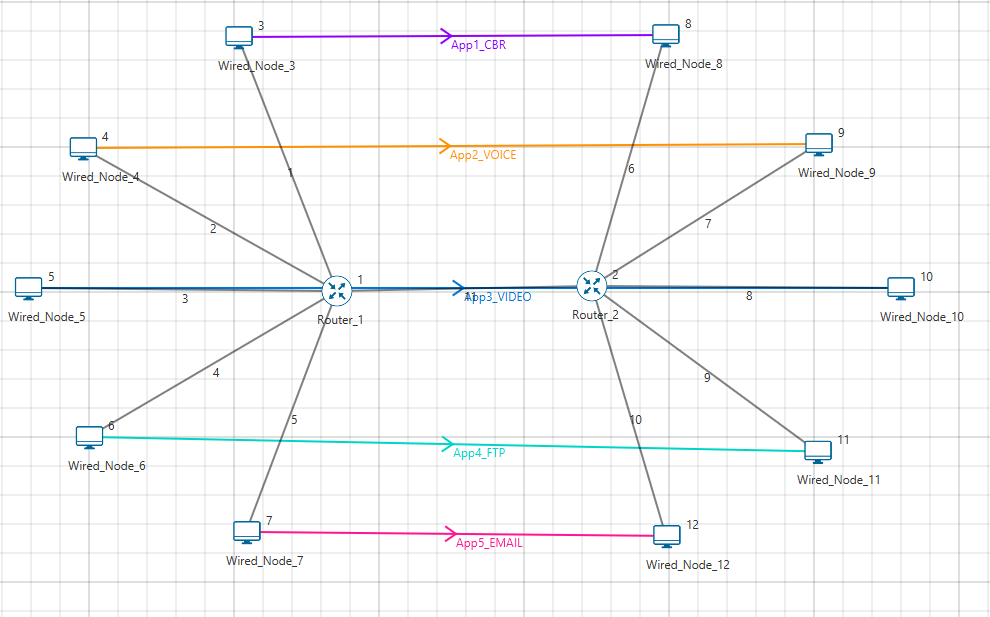 3
8
App1_CBR
Wired_Node_3
Wired_Node_8
4
9
App2_VOICE
Wired_Node_4
Wired_Node_9
1
6
2
7
5
1
2
10
3
11
App3_VIDEO
8
Wired_Node_5
Router_1
Router_2
Wired_Node_10
4
9
5
10
6
11
App4_FTP
Wired_Node_6
Wired_Node_11
7
12
App5_EMAIL
Wired_Node_7
Wired_Node_12